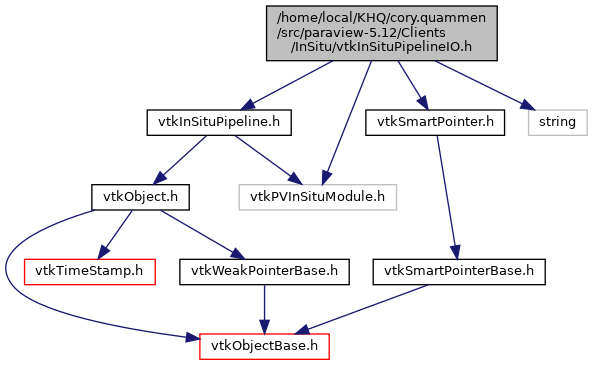 /home/local/KHQ/cory.quammen
/src/paraview-5.12/Clients
/InSitu/vtkInSituPipelineIO.h
vtkInSituPipeline.h
vtkSmartPointer.h
string
vtkObject.h
vtkPVInSituModule.h
vtkTimeStamp.h
vtkWeakPointerBase.h
vtkSmartPointerBase.h
vtkObjectBase.h